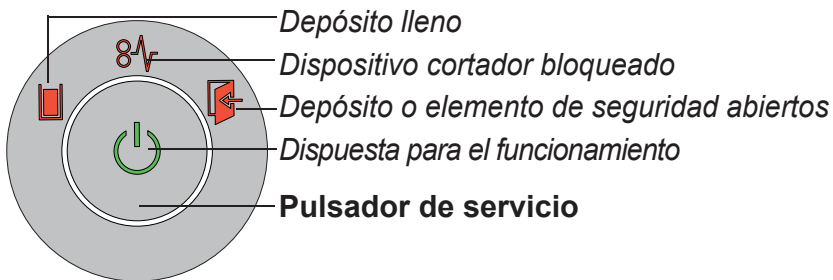 Depósito lleno
Dispositivo cortador bloqueado
Depósito o elemento de seguridad abiertos
Dispuesta para el funcionamiento
Pulsador de servicio